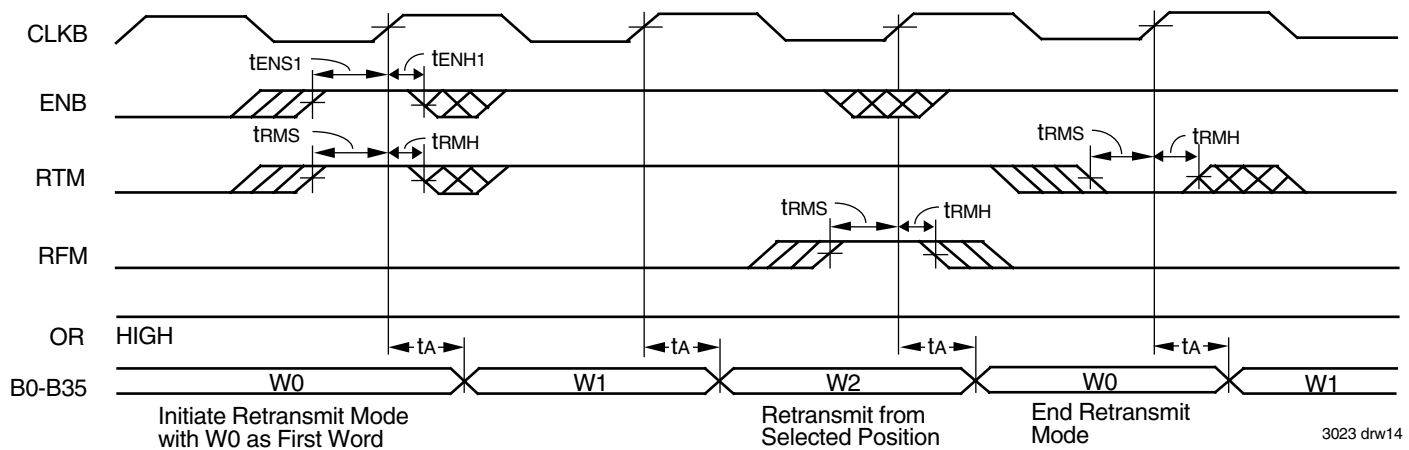 CLKB
tENS1 tENH1
ENB
tRMS tRMH tRMS tRMH
RTM
tRMS tRMH
RFM
OR HIGH
tA tA tA tA
B0-B35 W0 W1 W2 W0 W1
Initiate Retransmit Mode
with W0 as First Word
Retransmit from
Selected Position
End Retransmit
Mode
3023 drw14